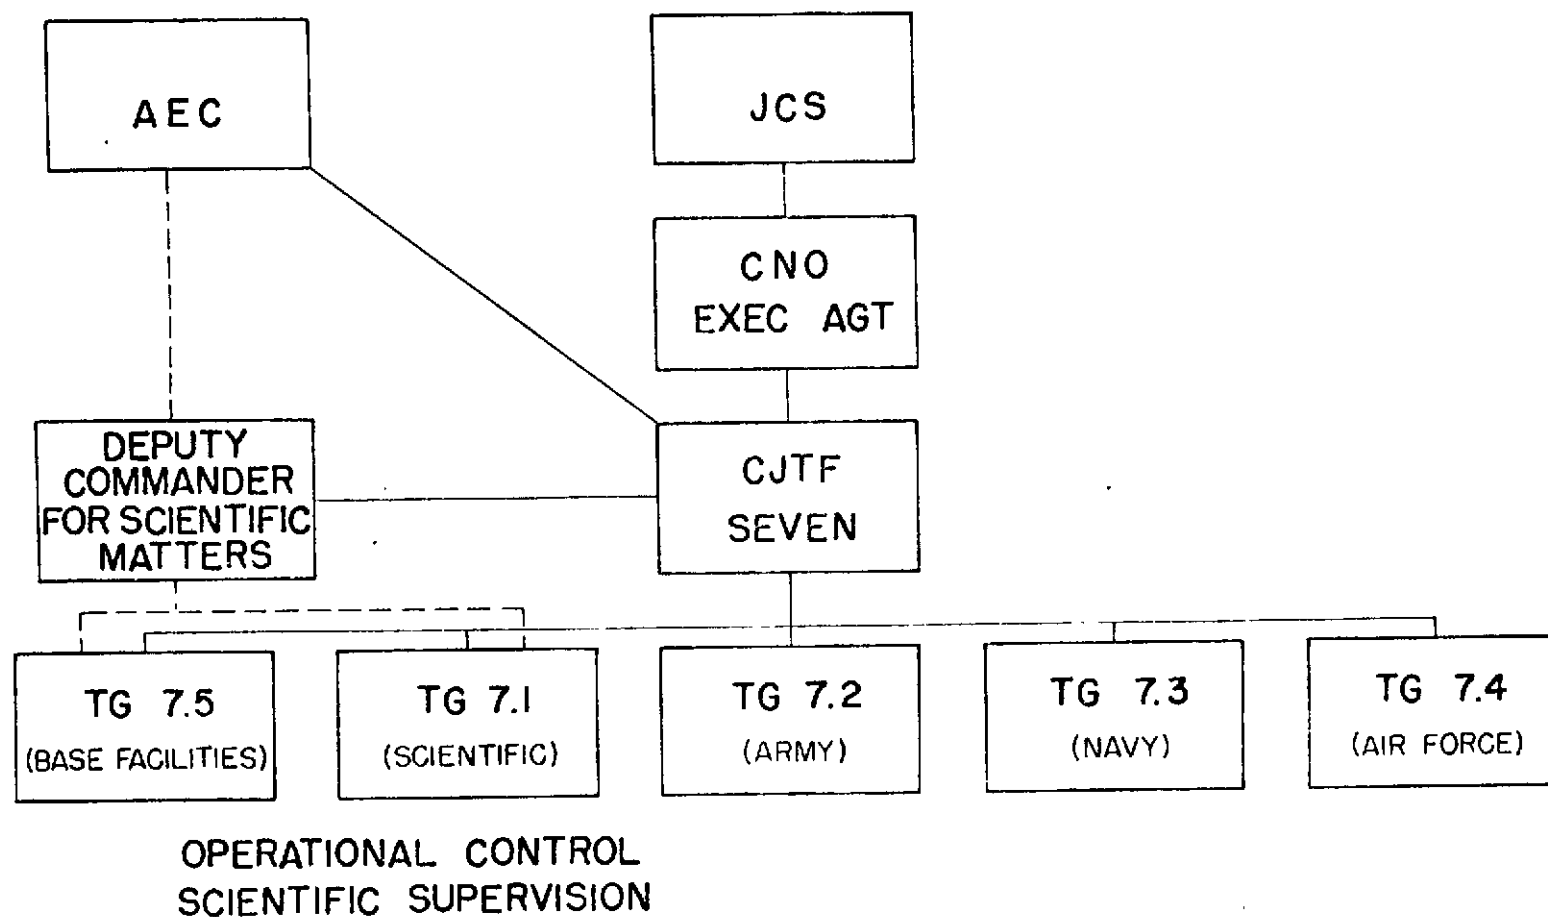 AEC
JCS
CNO
EXEC AGT
DEPUTY
COMMANDER
FOR SCIENTIFIC
MATTERS
CJTF
SEVEN
TG 7.5
(BASE FACILITIES)
TG 7.1
(SCIENTIFIC)
TG 7.2
(ARMY)
TG 7.3
(NAVY)
TG 7.4
(AIR FORCE)
OPERATIONAL CONTROL
SCIENTIFIC SUPERVISION